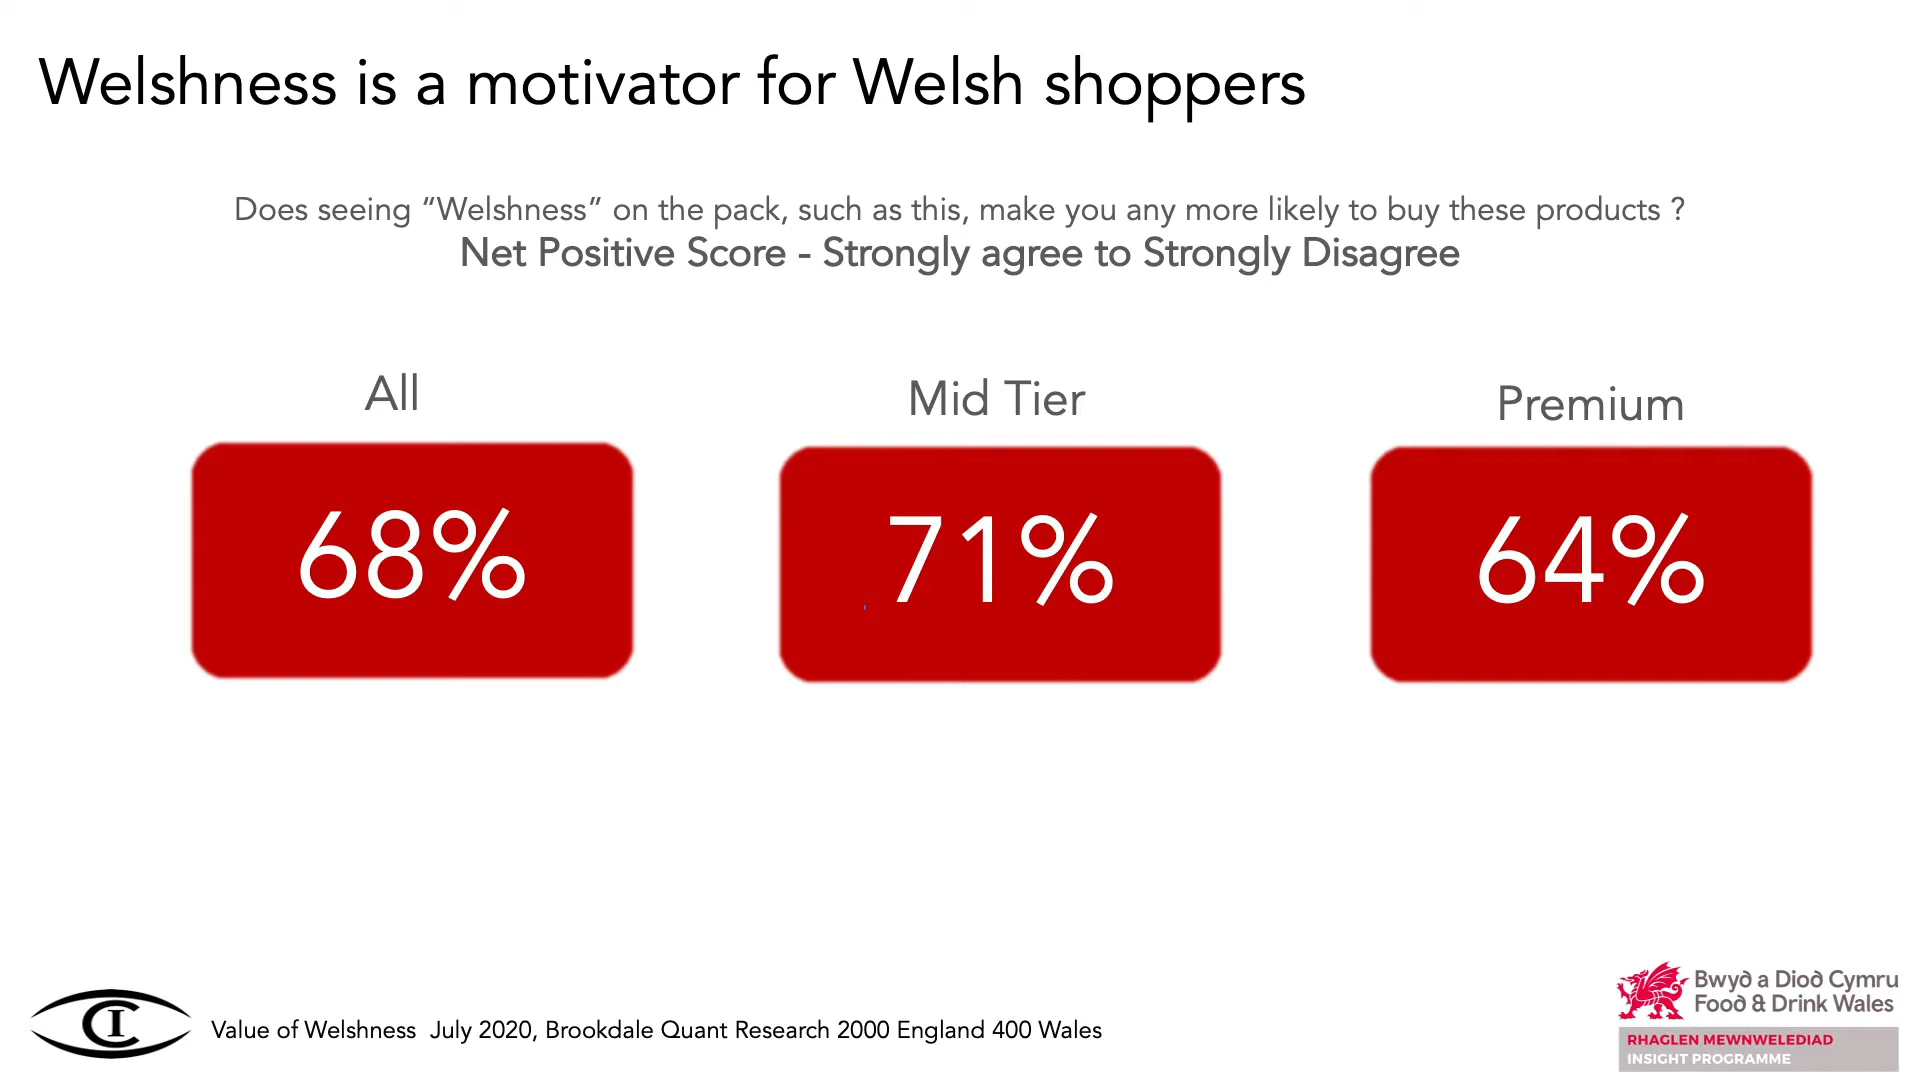 Welshness is a motivator for Welsh shoppers
Does seeing “Welshness” on the pack, such as this, make you any more likely to buy these products ?
Net Positive Score - Strongly agree to Strongly Disagree
All
Mid Tier
Premium
68%
71%
64%
CI
Value of Welshness  July 2020, Brookdale Quant Research 2000 England 400 Wales
Bwyd a Diod Cymru
Food & Drink Wales
RHAGLEN MEWNWELEDIAD
INSIGHT PROGRAMME